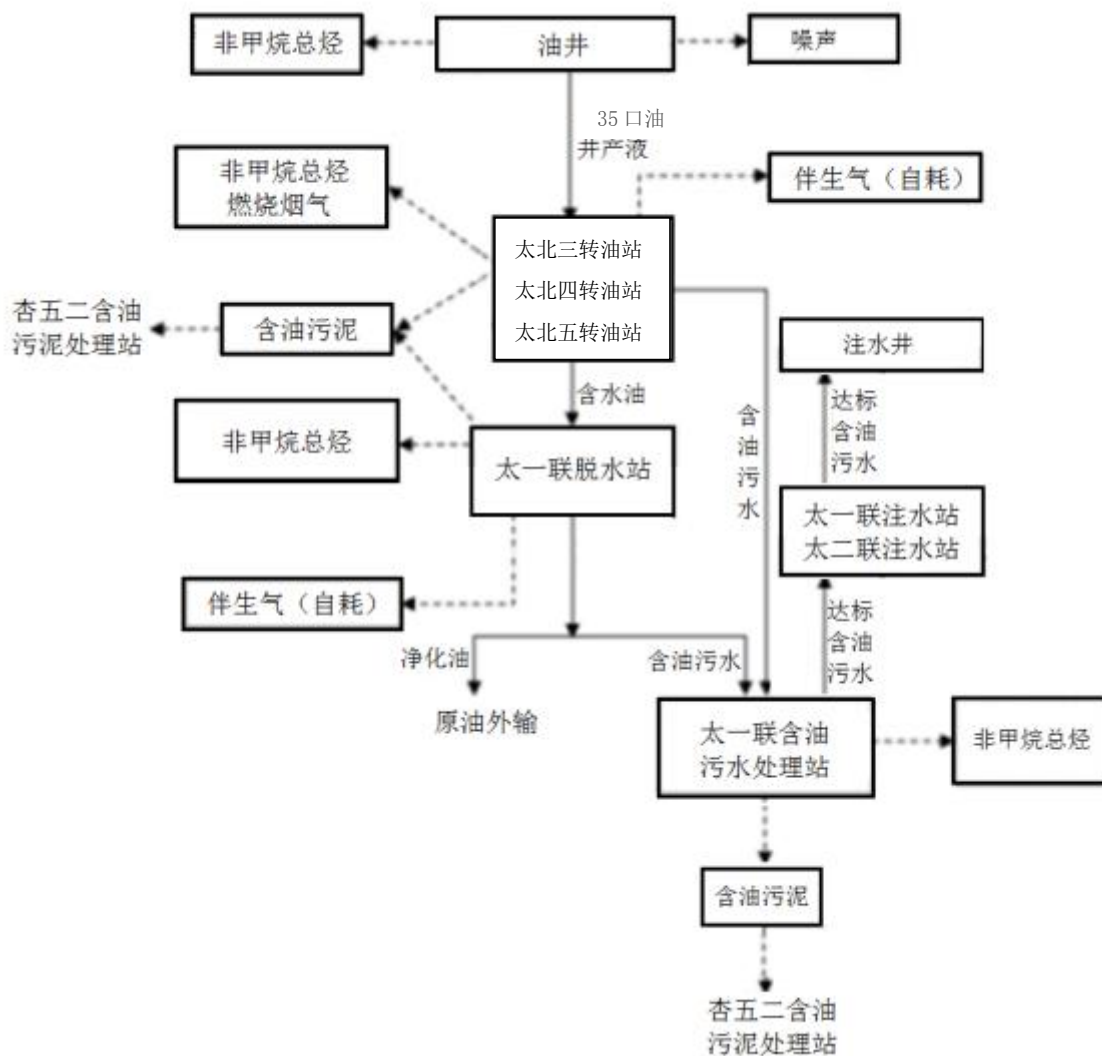 非甲烷总烃
油井
噪声
35 口油
井产液
非甲烷总烃
燃烧烟气
伴生气（自耗）
太北三转油站
太北四转油站
太北五转油站
杏五二含油
污泥处理站
含油污泥
注水井
含水油
达标
含油
污水
含
油
污
水
非甲烷总烃
太一联脱水站
太一联注水站
太二联注水站
伴生气（自耗）
达标
含油
污水
净化油
含油污水
原油外输
太一联含油
污水处理站
非甲烷总烃
含油污泥
杏五二含油
污泥处理站